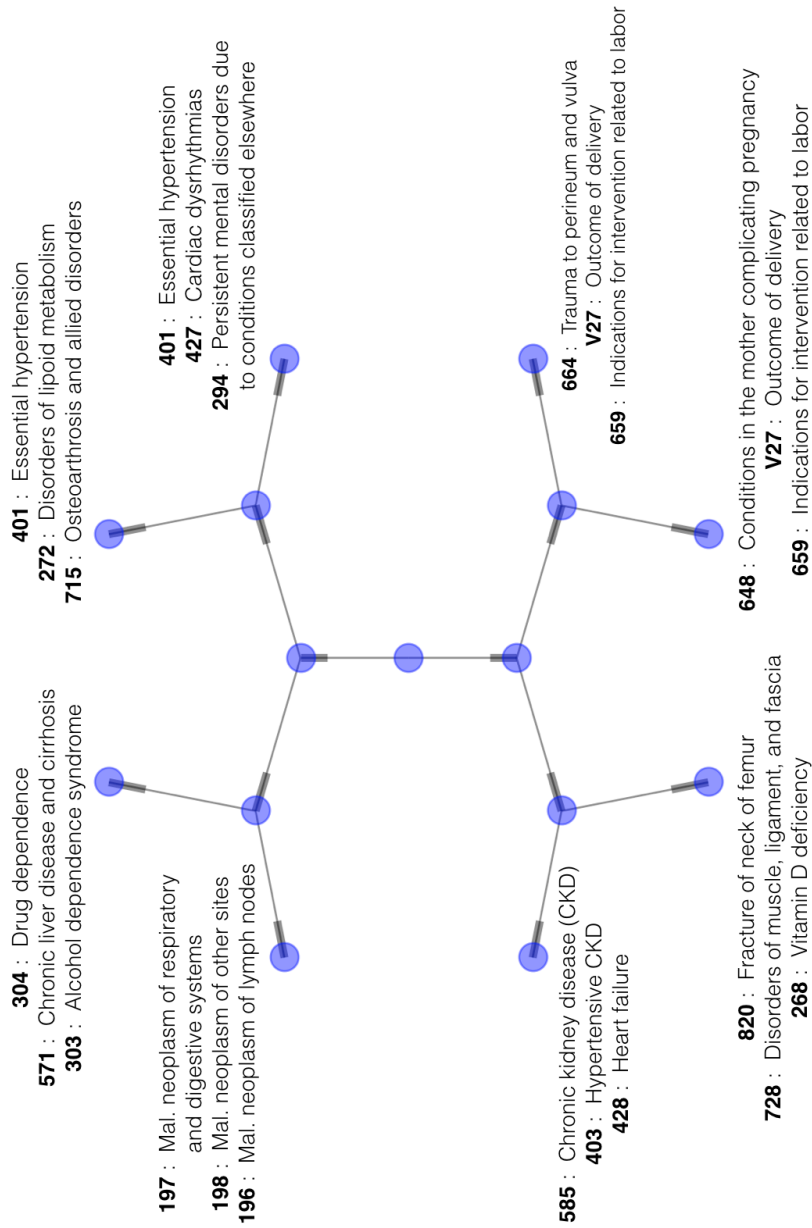 304 : Drug dependence
571 : Chronic liver disease and cirrhosis
303 : Alcohol dependence syndrome
401 : Essential hypertension
272 : Disorders of lipoid metabolism
715 : Osteoarthrosis and allied disorders
197 : Mal. neoplasm of respiratory
and digestive systems
198 : Mal. neoplasm of other sites
196 : Mal. neoplasm of lymph nodes
401 : Essential hypertension
427 : Cardiac dysrhythmias
294 : Persistent mental disorders due
to conditions classified elsewhere
585 : Chronic kidney disease (CKD)
403 : Hypertensive CKD
428 : Heart failure
664 : Trauma to perineum and vulva
V27 : Outcome of delivery
659 : Indications for intervention related to labor
820 : Fracture of neck of femur
728 : Disorders of muscle, ligament, and fascia
268 : Vitamin D deficiency
648 : Conditions in the mother complicating pregnancy
V27 : Outcome of delivery
659 : Indications for intervention related to labor